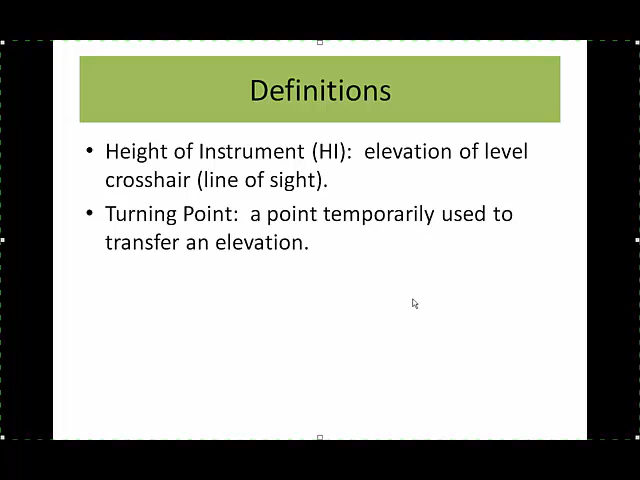 Definitions
• Height of Instrument (HI):  elevation of level
crosshair (line of sight).
• Turning Point:  a point temporarily used to
transfer an elevation.